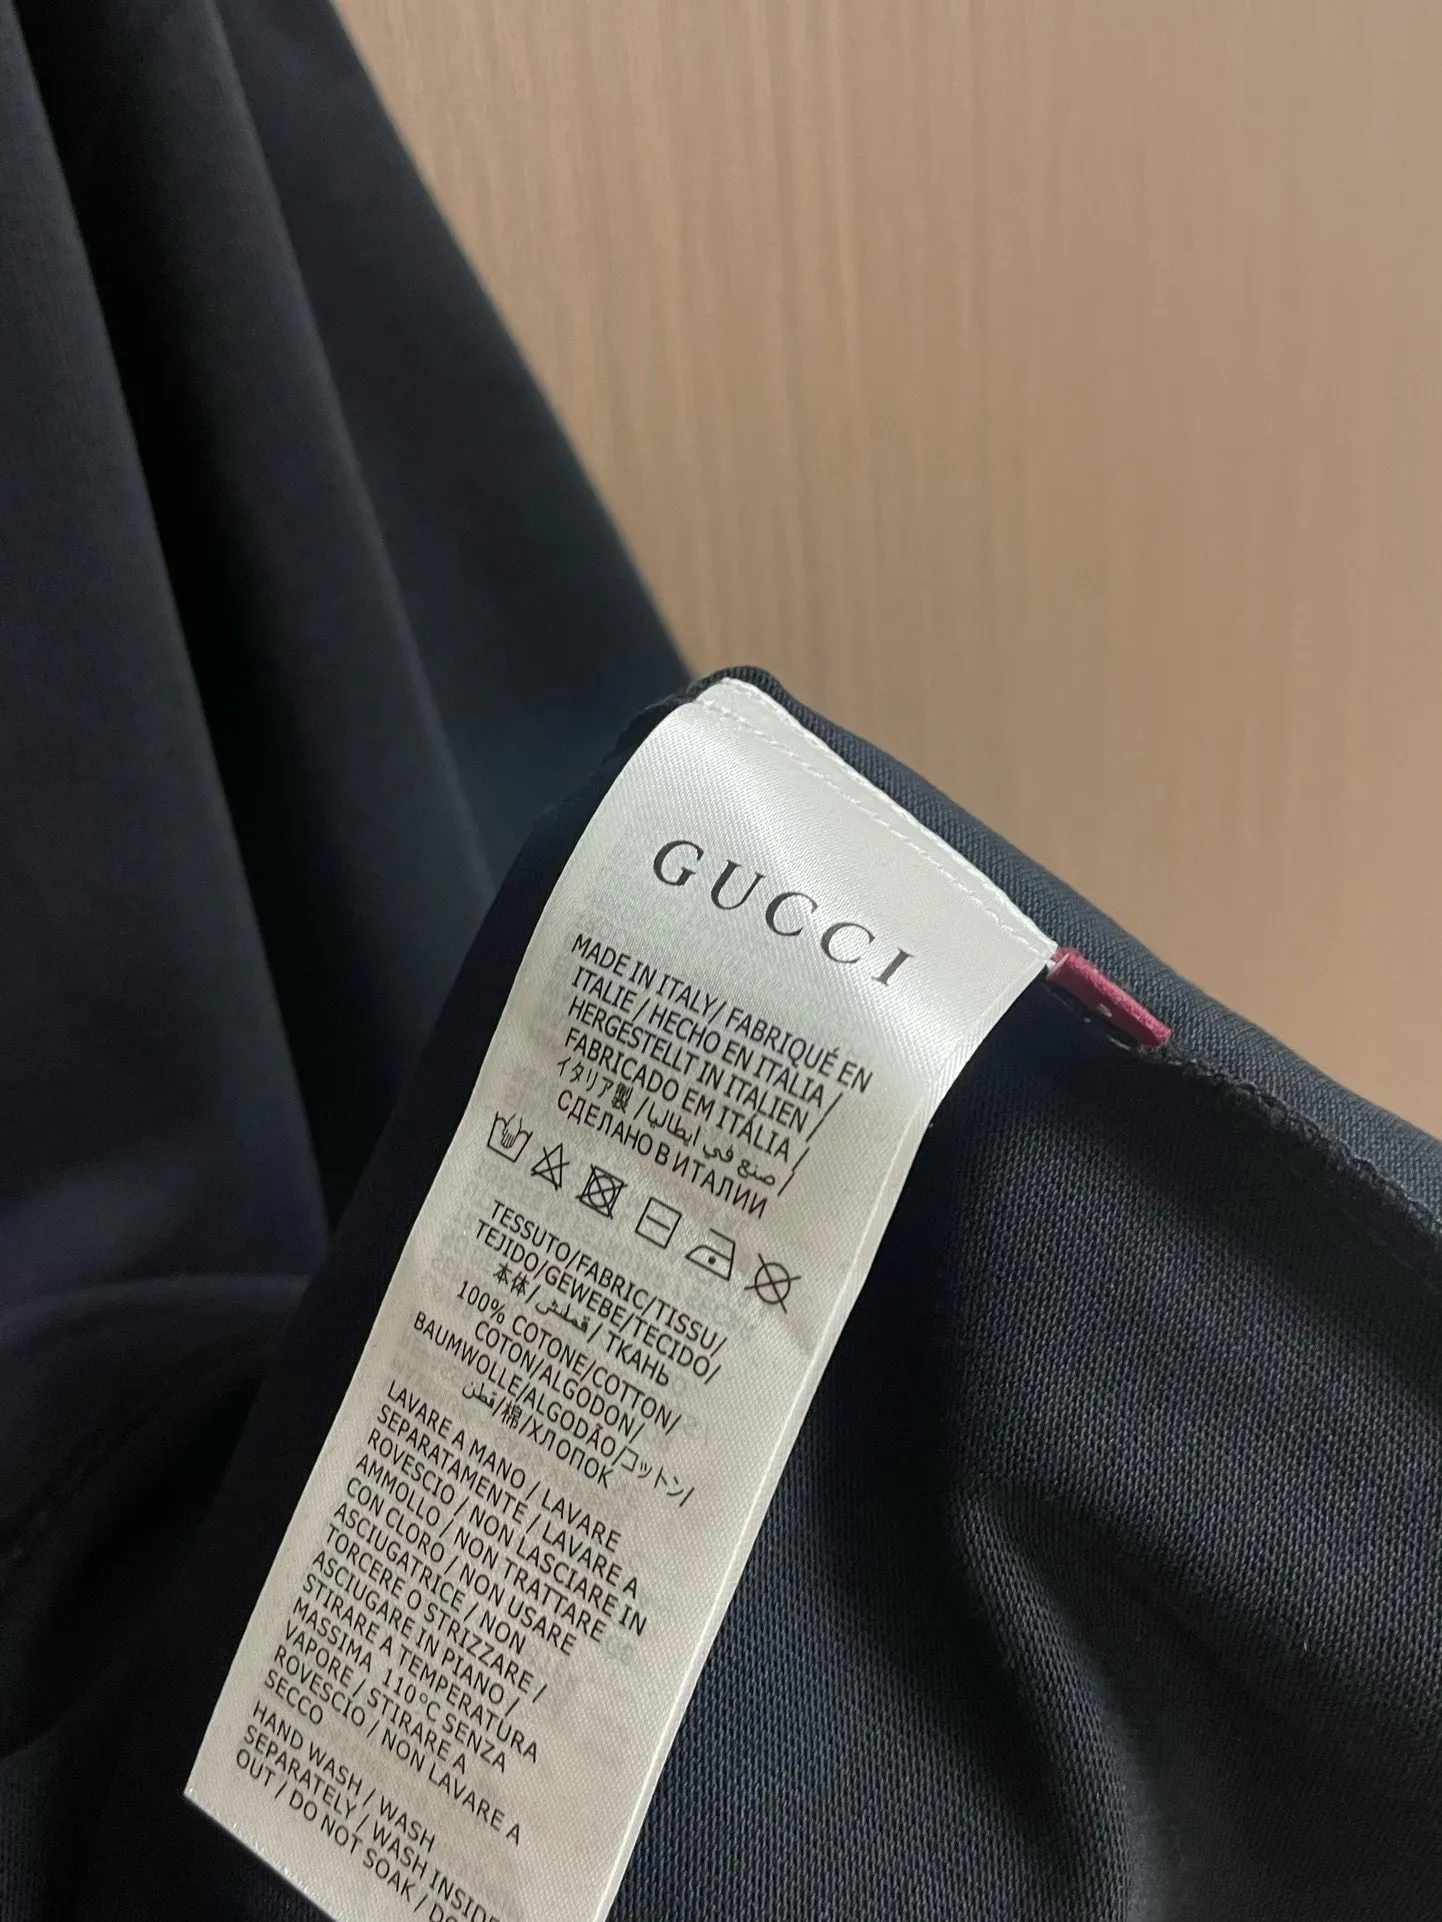 GUCCI
MADE IN ITALY/ FABRIQUÉ EN
ITALIE / HECHO EN ITALIA /
HERGESTELLT IN ITALIEN /
FABRICADO EM ITÁLIA /
イタリア製 / صنع في ايطاليا /
СДЕЛАНО В ИТАЛИИ
TESSUTO/FABRIC/TISSU/
TEJIDO/GEWEBE/TECIDO/
本体/قطش/ ТКАНЬ
100% COTONE/COTTON/
COTON/ALGODON/
BAUMWOLLE/ALGODÃO/コットン/
قطن/棉/ХЛОПОК
LAVARE A MANO / LAVARE
SEPARATAMENTE / LAVARE A
ROVESCIO / NON LASCIARE IN
AMMOLLO / NON TRATTARE
CON CLORO / NON USARE
ASCIUGATRICE / NON
TORCERE O STRIZZARE /
ASCIUGARE IN PIANO /
STIRARE A TEMPERATURA
MASSIMA 110°C SENZA
VAPORE / STIRARE A
ROVESCIO / NON LAVARE A
SECCO
HAND WASH / WASH
SEPARATELY / WASH INSIDE
OUT / DO NOT SOAK /